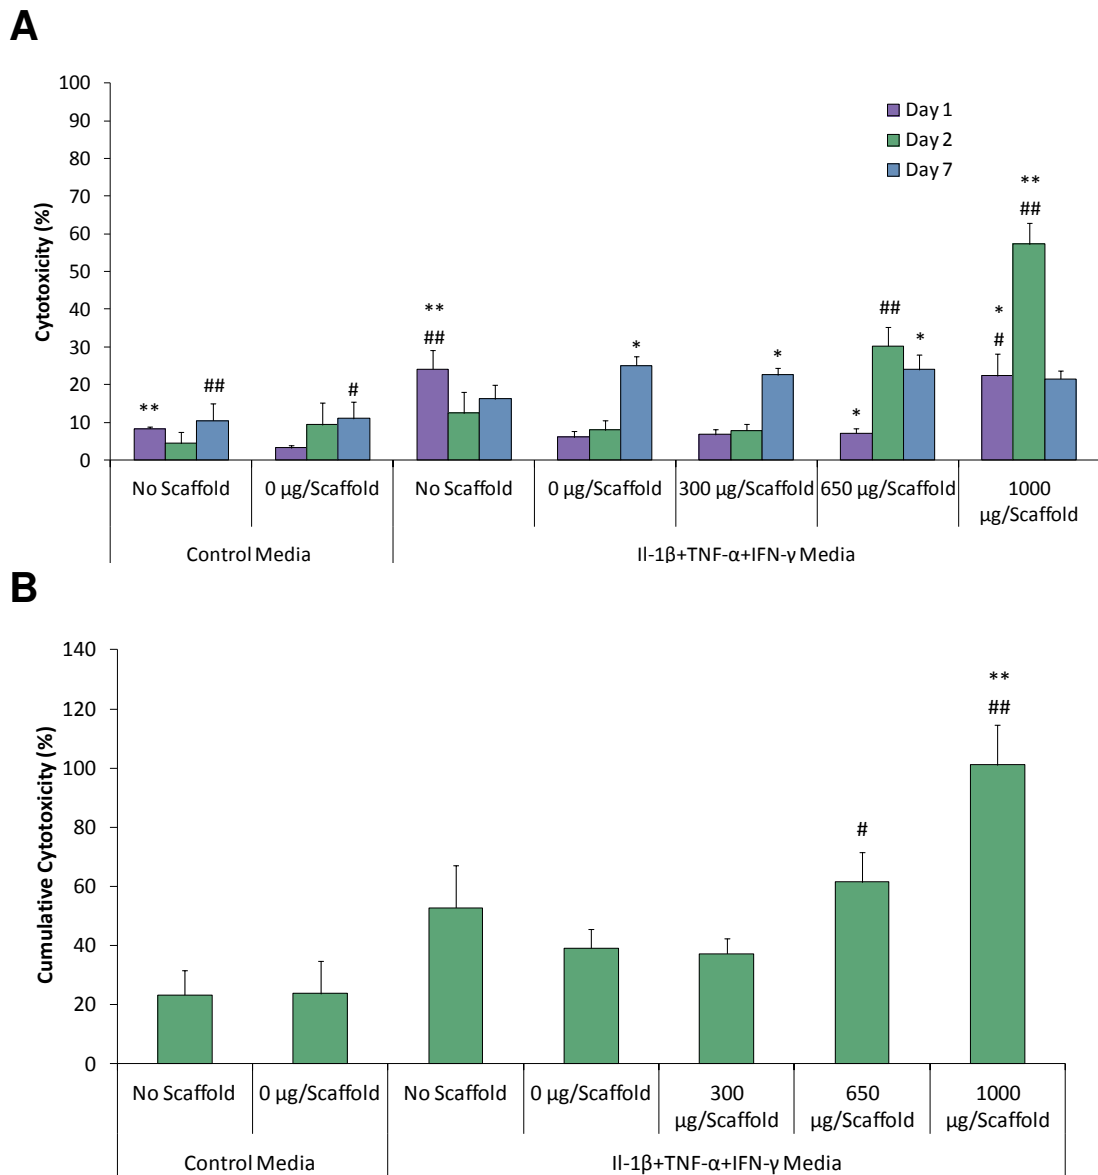 A
100
90
80
70
60
50
40
30
20
10
0
Cytotoxicity (%)
Day 1
Day 2
Day 7
** ## # ** ## * * * ## * * # ** ##
No Scaffold 0 µg/Scaffold No Scaffold 0 µg/Scaffold 300 µg/Scaffold 650 µg/Scaffold 1000
µg/Scaffold
Control Media Il-1β+TNF-α+IFN-γ Media
B
140
120
100
80
60
40
20
0
Cumulative Cytotoxicity (%)
# ** ##
No Scaffold 0 µg/Scaffold No Scaffold 0 µg/Scaffold 300 650 1000
µg/Scaffold µg/Scaffold µg/Scaffold
Control Media Il-1β+TNF-α+IFN-γ Media